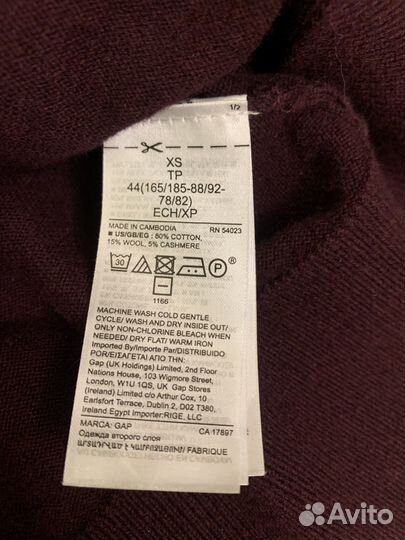 1/2
XS
TP
44(165/185-88/92-
78/82)
ECH/XP
MADE IN CAMBODIA RN 54023
■ US/GB/EG : 80% COTTON,
15% WOOL, 5% CASHMERE
30 P
1166
MACHINE WASH COLD GENTLE
CYCLE/ WASH AND DRY INSIDE OUT/
ONLY NON-CHLORINE BLEACH WHEN
NEEDED/ DRY FLAT/ WARM IRON
Imported By/Importe Par/DISTRIBUIDO
POR/ΕΙΣΑΓΕΤΑΙ ΑΠΟ ΤΗΝ:
Gap (UK Holdings) Limited, 2nd Floor
Nations House, 103 Wigmore Street,
London, W1U 1QS, UK Gap Stores
(Ireland) Limited c/o Arthur Cox, 10
Earlsfort Terrace, Dublin 2, D02 T380,
Ireland Egypt Importer:RIGE, LLC
MARCA: GAP CA 17897
Одежда второго слоя
ԱՐՏԱԴՐՎԱԾ Է ԿԱՄԲՈՋԱՅՈՒՄ/ FABRIQUE
Avito